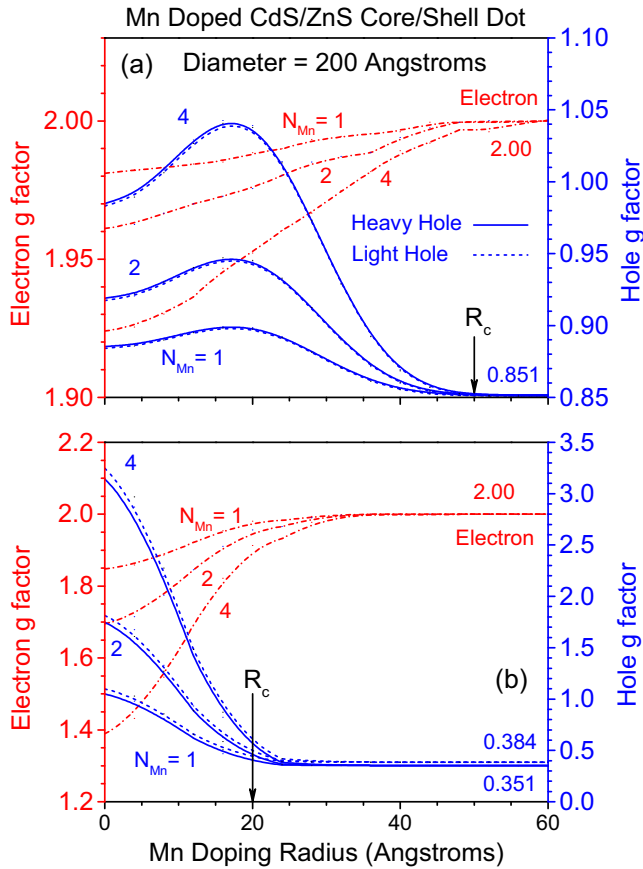 Mn Doped CdS/ZnS Core/Shell Dot
(a) Diameter = 200 Angstroms
Electron g factor
Hole g factor
2.00
1.95
1.90
1.10
1.05
1.00
0.95
0.90
0.85
4
N_Mn = 1
Electron
2.00
2
4
Heavy Hole
Light Hole
2
N_Mn = 1
R_c
0.851
2.2
2.0
1.8
1.6
1.4
1.2
3.5
3.0
2.5
2.0
1.5
1.0
0.5
0.0
Electron g factor
Hole g factor
4
N_Mn = 1
2.00
Electron
2
4
2
R_c
(b)
N_Mn = 1
0.384
0.351
0 20 40 60
Mn Doping Radius (Angstroms)